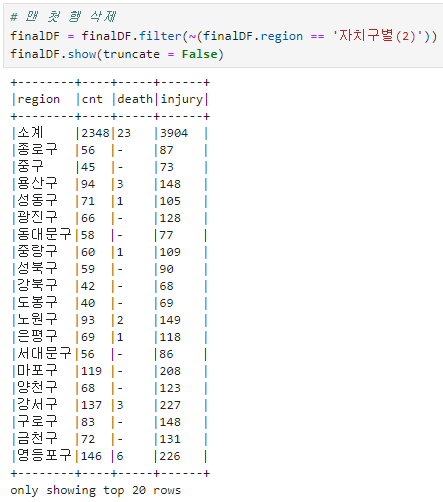 # 맨 첫 행 삭제
finalDF = finalDF.filter(~(finalDF.region == '자치구별(2)'))
finalDF.show(truncate = False)
+--------+----+-----+------+
|region  |cnt |death|injury|
+--------+----+-----+------+
|소계    |2348|23   |3904  |
|종로구  |56  |-    |87    |
|중구    |45  |-    |73    |
|용산구  |94  |3    |148   |
|성동구  |71  |1    |105   |
|광진구  |66  |-    |128   |
|동대문구|58  |-    |77    |
|중랑구  |60  |1    |109   |
|성북구  |59  |-    |90    |
|강북구  |42  |-    |68    |
|도봉구  |40  |-    |69    |
|노원구  |93  |2    |149   |
|은평구  |69  |1    |118   |
|서대문구|56  |-    |86    |
|마포구  |119 |-    |208   |
|양천구  |68  |-    |123   |
|강서구  |137 |3    |227   |
|구로구  |83  |-    |148   |
|금천구  |72  |-    |131   |
|영등포구|146 |6    |226   |
+--------+----+-----+------+
only showing top 20 rows